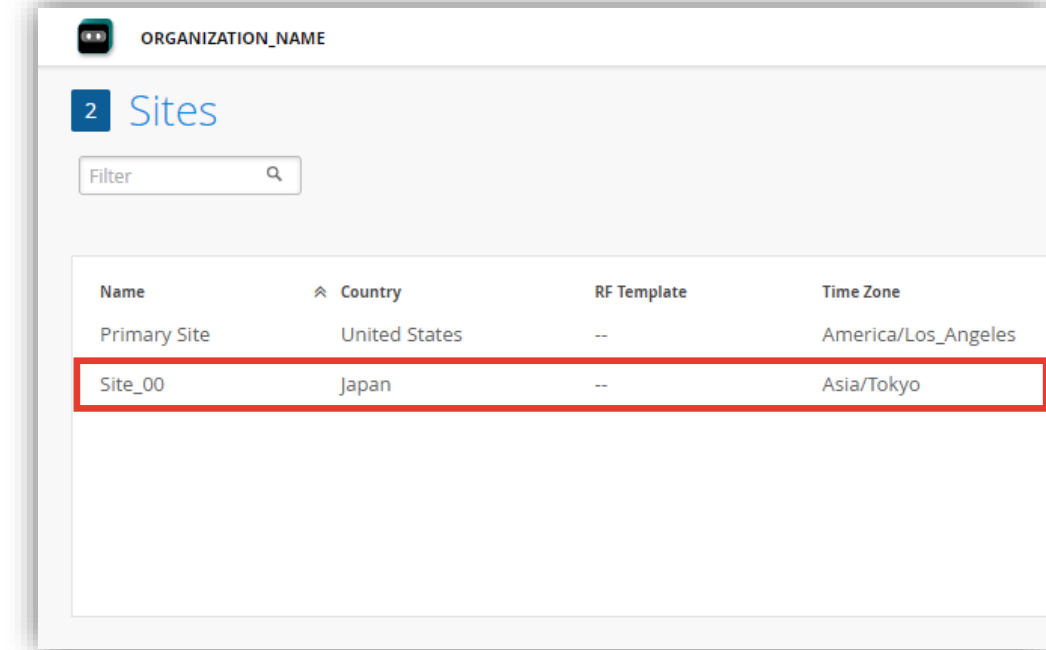 ORGANIZATION_NAME
2 Sites
Filter
Name Country RF Template Time Zone
Primary Site United States -- America/Los_Angeles
Site_00 Japan -- Asia/Tokyo